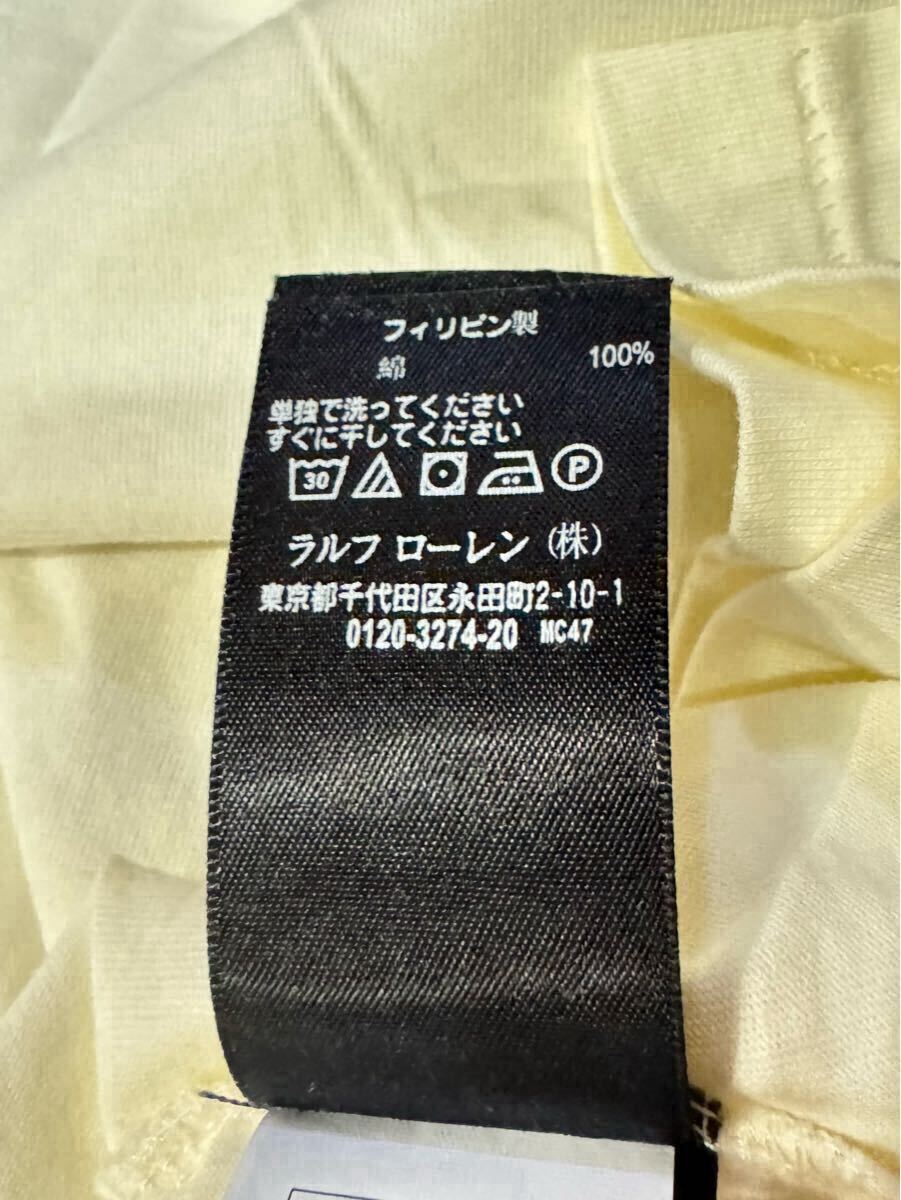 フィリピン製
綿 100%
単独で洗ってください
すぐに干してください
30 P
ラルフ ローレン (株)
東京都千代田区永田町2-10-1
0120-3274-20 MC47